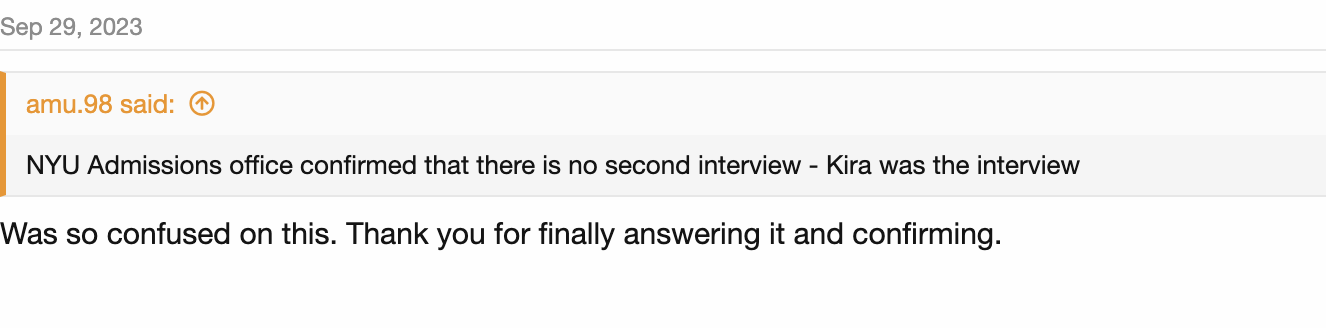 Sep 29, 2023
amu.98 said:
NYU Admissions office confirmed that there is no second interview - Kira was the interview
Was so confused on this. Thank you for finally answering it and confirming.